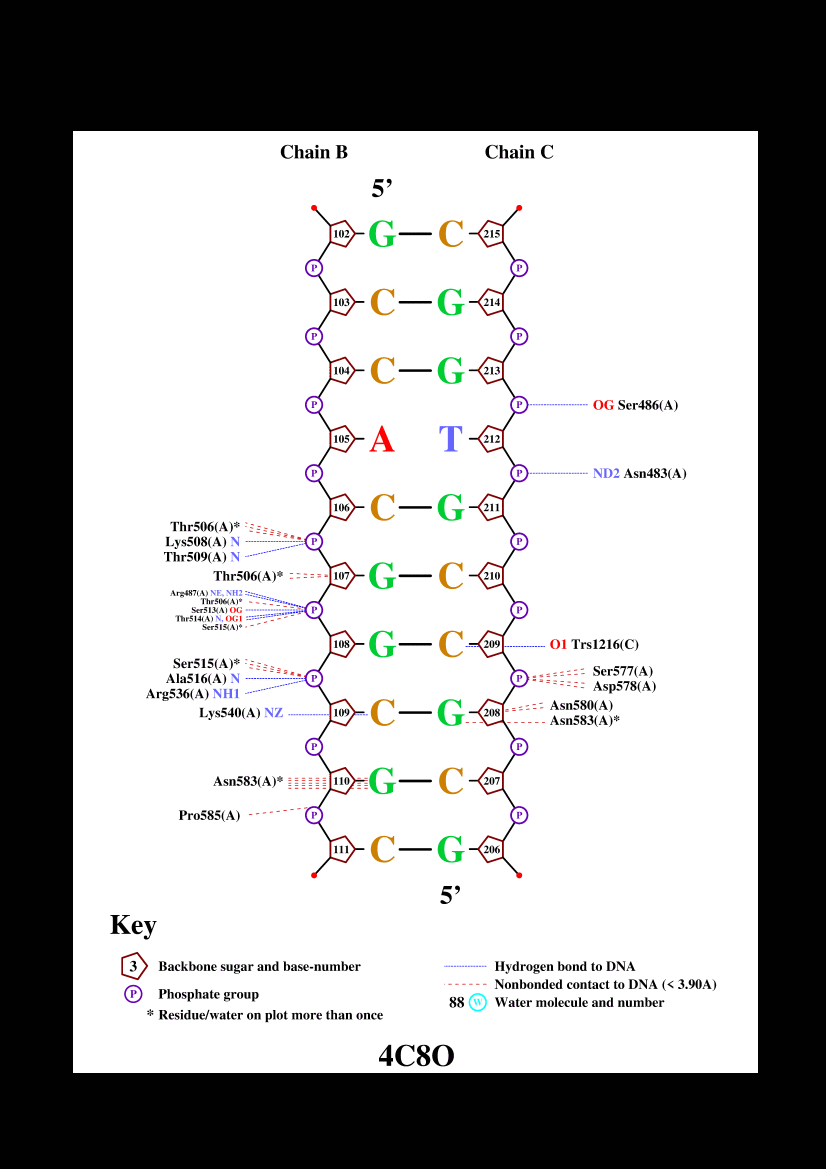 Chain B Chain C
5’
102 G C 215
P P
103 C G 214
P P
104 C G 213
P P OG Ser486(A)
105 A T 212
P P ND2 Asn483(A)
106 C G 211
Thr506(A)*
Lys508(A) N P P
Thr509(A) N
Thr506(A)* 107 G C 210
Arg487(A) NE, NH2
Thr506(A)*
Ser513(A) OG P P
Thr514(A) N, OG1
Ser515(A)*
108 G C 209 O1 Trs1216(C)
Ser515(A)* Ser577(A)
Ala516(A) N P P
Arg536(A) NH1 Asp578(A)
Asn580(A)
Lys540(A) NZ 109 C G 208
Asn583(A)*
P P
Asn583(A)* 110 G C 207
Pro585(A) P P
111 C G 206
5’
Key
3 Backbone sugar and base-number Hydrogen bond to DNA
Nonbonded contact to DNA (< 3.90A)
P Phosphate group
88 W Water molecule and number
* Residue/water on plot more than once
4C8O